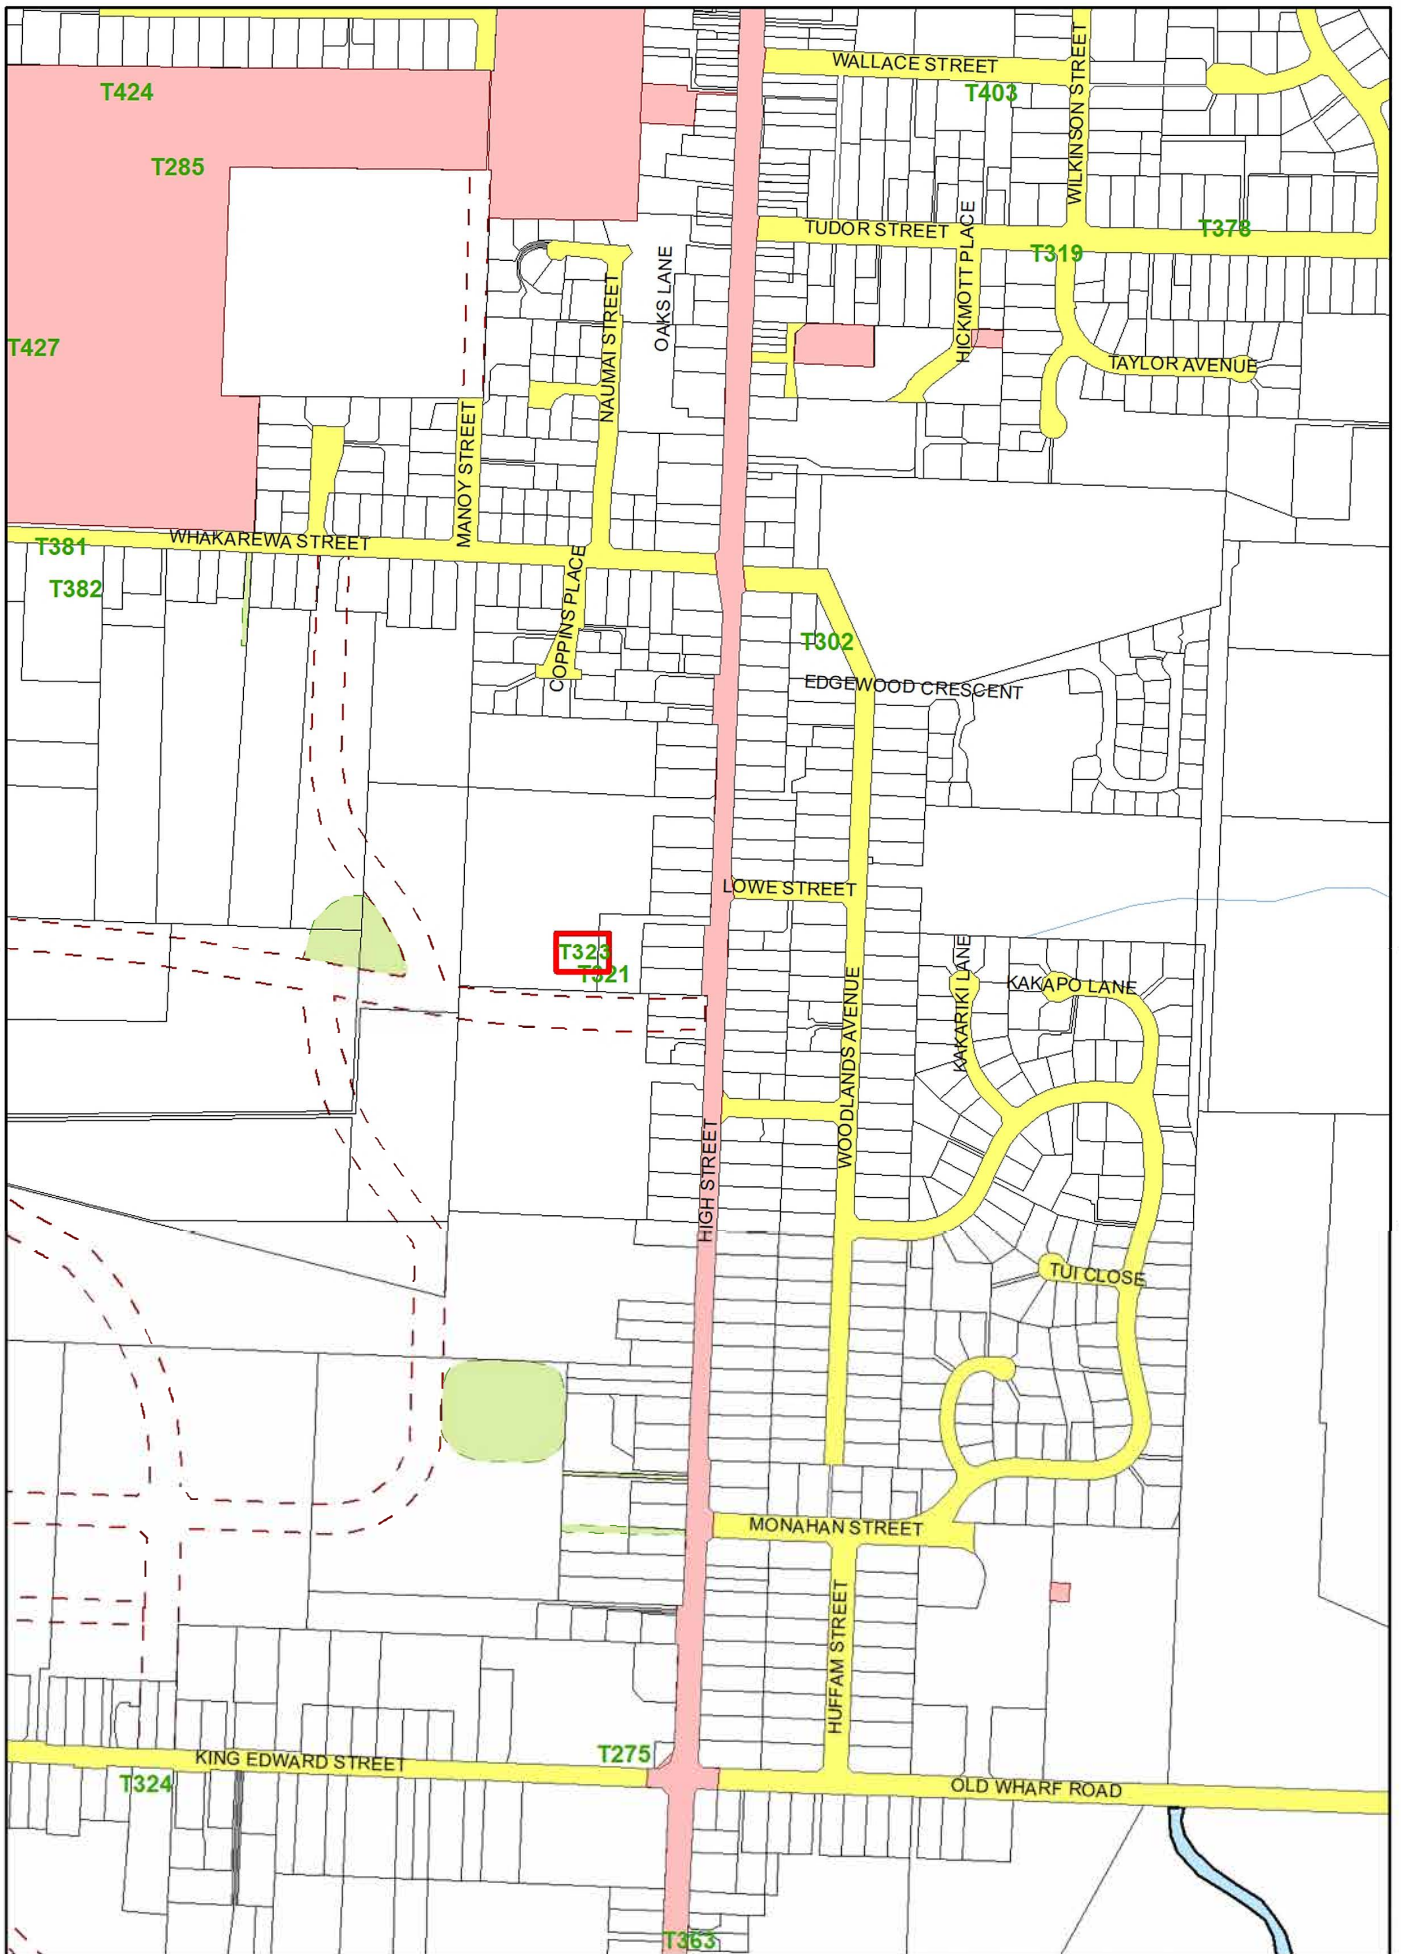 WALLACE STREET
T424
T403
WILKINSON STREET
T285
TUDOR STREET
HICKMOTT PLACE
T378
T319
OAKS LANE
NAUMAI STREET
T427
TAYLOR AVENUE
MANOY STREET
WHAKAREWA STREET
T381
T382
COPPINS PLACE
T302
EDGEWOOD CRESCENT
LOWE STREET
T323
T321
KAKARIKI LANE
KAKAPO LANE
WOODLANDS AVENUE
HIGH STREET
TUI CLOSE
MONAHAN STREET
HUFFAM STREET
T275
KING EDWARD STREET
T324
OLD WHARF ROAD
T363